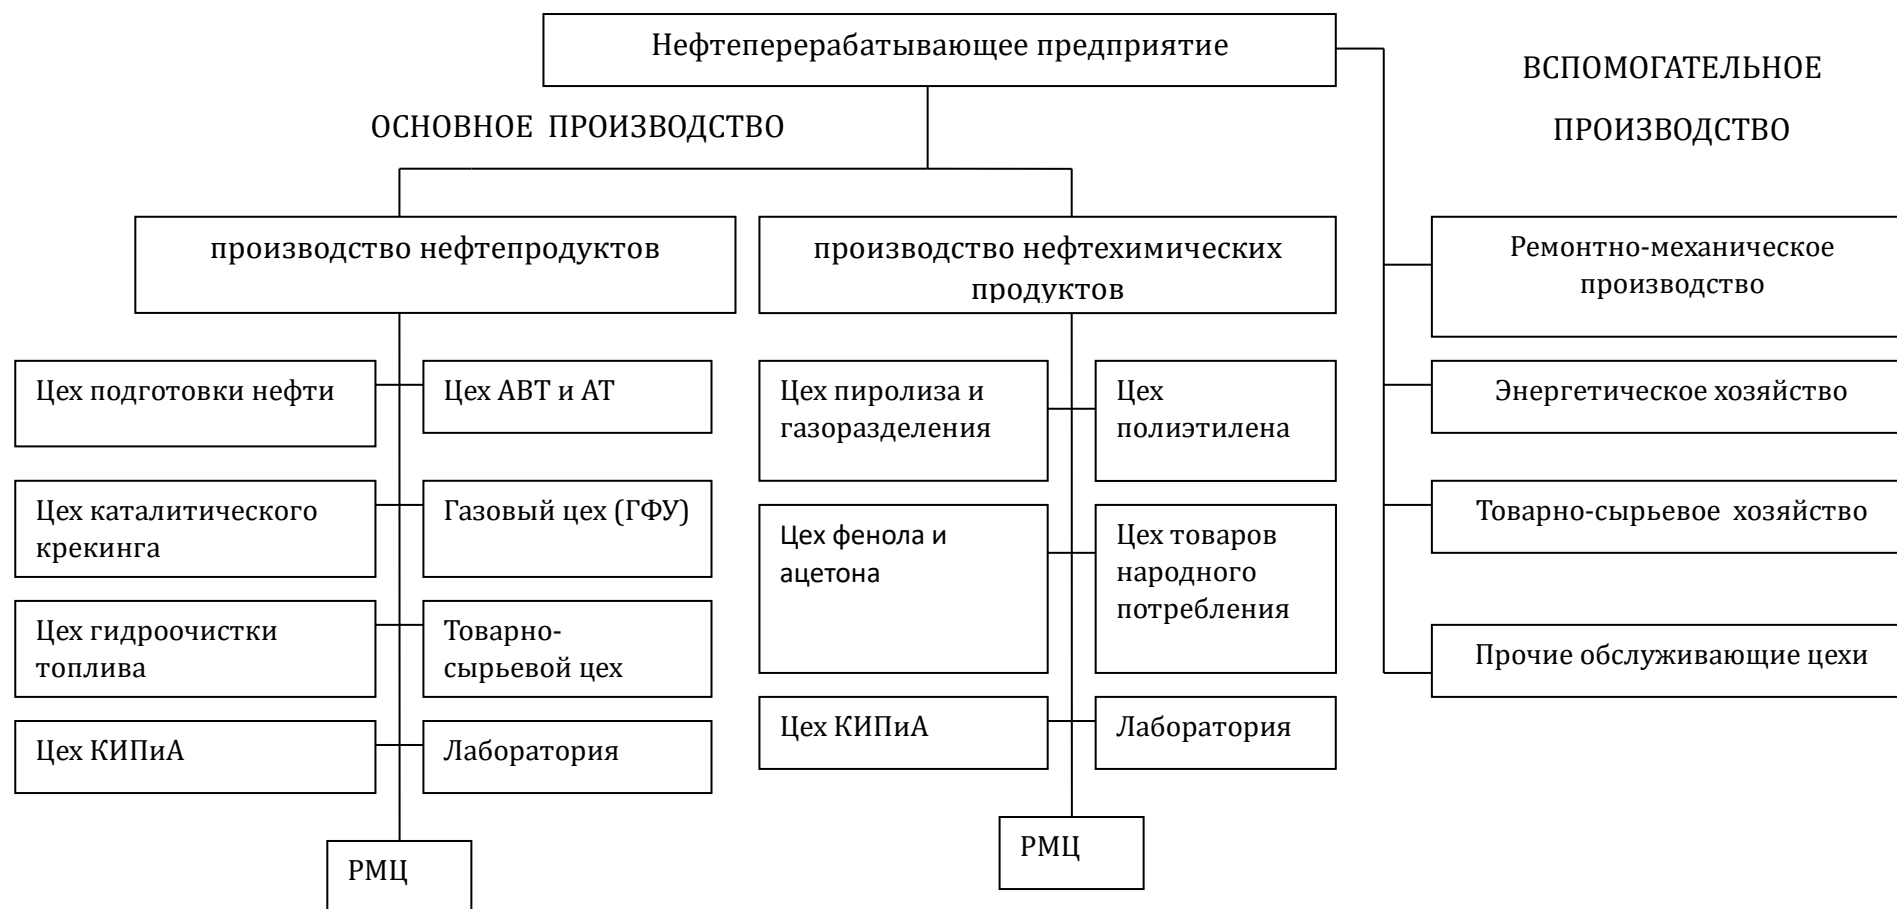 Нефтеперерабатывающее предприятие
ВСПОМОГАТЕЛЬНОЕ
ПРОИЗВОДСТВО
ОСНОВНОЕ ПРОИЗВОДСТВО
производство нефтепродуктов
производство нефтехимических
продуктов
Ремонтно-механическое
производство
Цех подготовки нефти
Цех АВТ и АТ
Цех пиролиза и
газоразделения
Цех
полиэтилена
Энергетическое хозяйство
Цех каталитического
крекинга
Газовый цех (ГФУ)
Цех фенола и
ацетона
Цех товаров
народного
потребления
Товарно-сырьевое хозяйство
Цех гидроочистки
топлива
Товарно-
сырьевой цех
Прочие обслуживающие цехи
Цех КИПиА
Лаборатория
Цех КИПиА
Лаборатория
РМЦ
РМЦ